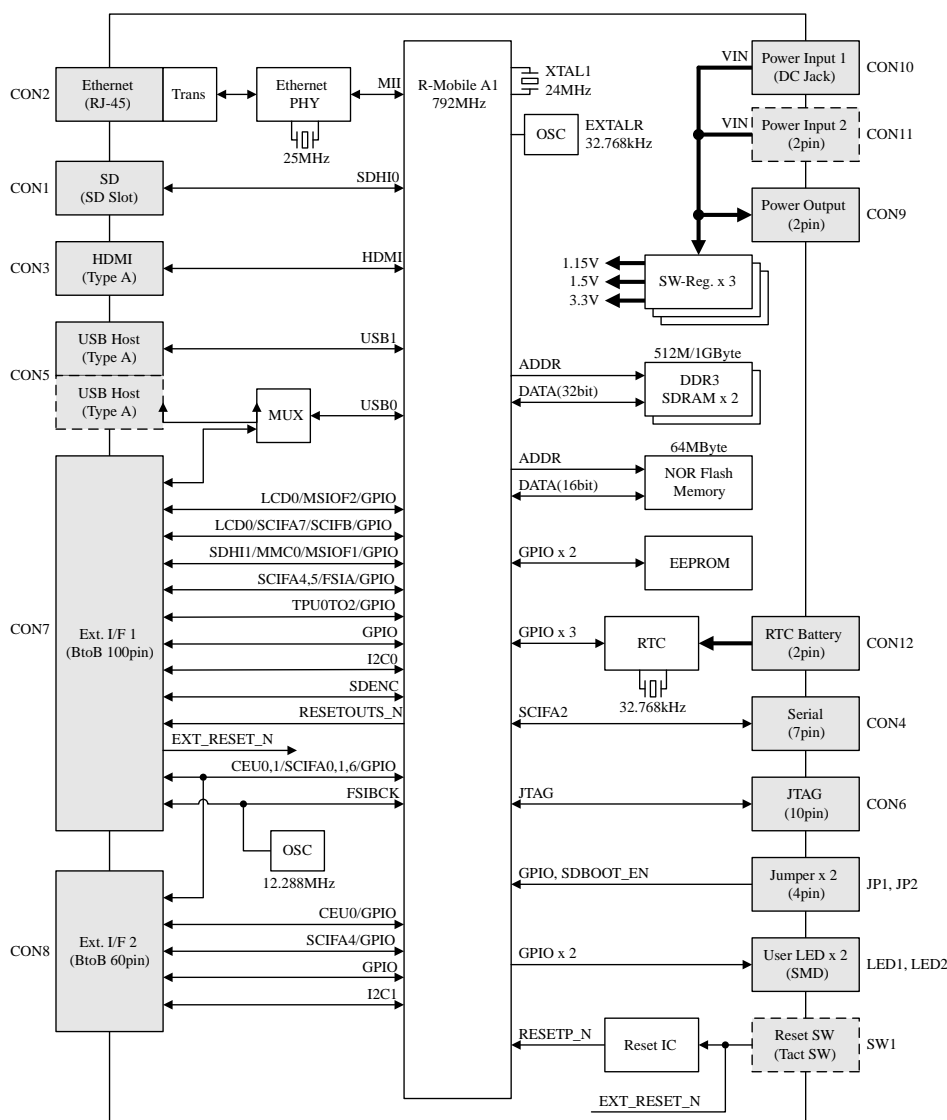 CON2
Ethernet
(RJ-45)
Trans
Ethernet
PHY
25MHz
MII
CON1
SD
(SD Slot)
SDHI0
CON3
HDMI
(Type A)
HDMI
CON5
USB Host
(Type A)
USB1
USB Host
(Type A)
MUX
USB0
CON7
Ext. I/F 1
(BtoB 100pin)
LCD0/MSIOF2/GPIO
LCD0/SCIFA7/SCIFB/GPIO
SDHI1/MMC0/MSIOF1/GPIO
SCIFA4,5/FSIA/GPIO
TPU0TO2/GPIO
GPIO
I2C0
SDENC
RESETOUTS_N
EXT_RESET_N
CEU0,1/SCIFA0,1,6/GPIO
FSIBCK
OSC
12.288MHz
CON8
Ext. I/F 2
(BtoB 60pin)
CEU0/GPIO
SCIFA4/GPIO
GPIO
I2C1
R-Mobile A1
792MHz
XTAL1
24MHz
OSC
EXTALR
32.768kHz
VIN
Power Input 1
(DC Jack)
CON10
VIN
Power Input 2
(2pin)
CON11
Power Output
(2pin)
CON9
1.15V
1.5V
3.3V
SW-Reg. x 3
512M/1GByte
ADDR
DATA(32bit)
DDR3
SDRAM x 2
64MByte
ADDR
DATA(16bit)
NOR Flash
Memory
GPIO x 2
EEPROM
GPIO x 3
RTC
32.768kHz
RTC Battery
(2pin)
CON12
SCIFA2
Serial
(7pin)
CON4
JTAG
JTAG
(10pin)
CON6
GPIO, SDBOOT_EN
Jumper x 2
(4pin)
JP1, JP2
GPIO x 2
User LED x 2
(SMD)
LED1, LED2
RESETP_N
Reset IC
Reset SW
(Tact SW)
SW1
EXT_RESET_N